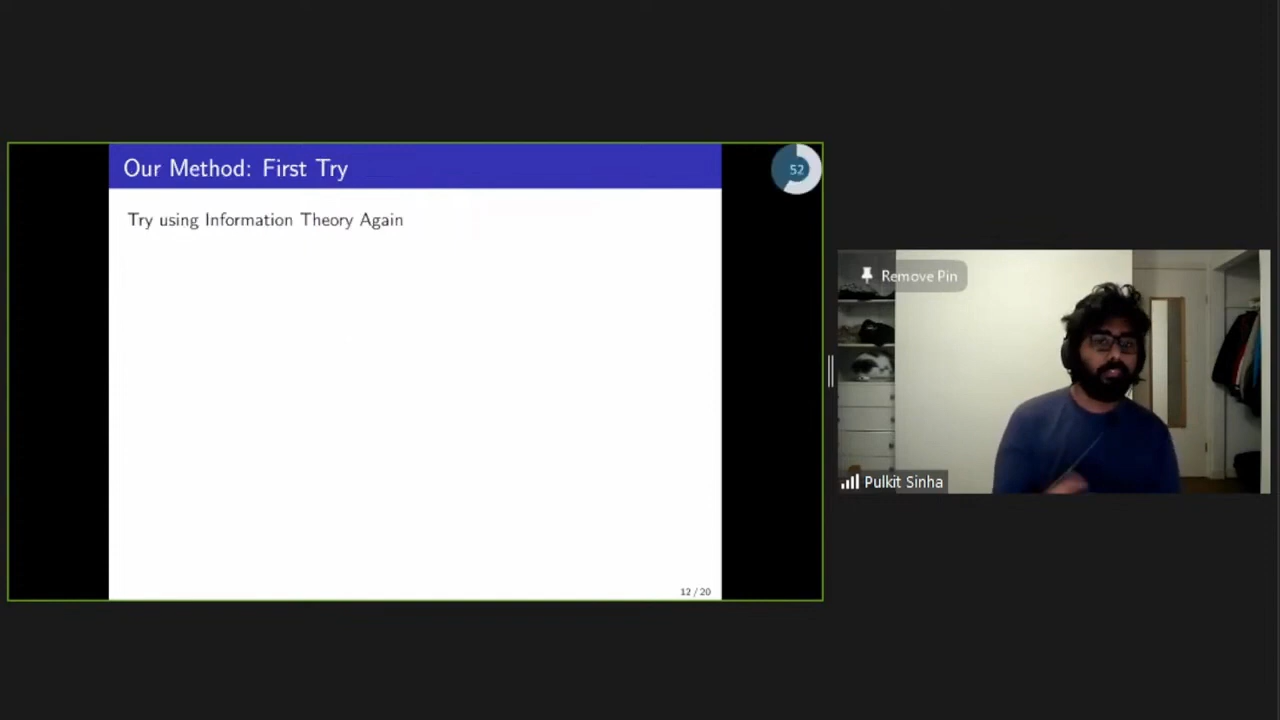 Our Method: First Try
52
Try using Information Theory Again
12 / 20
Remove Pin
Pulkit Sinha